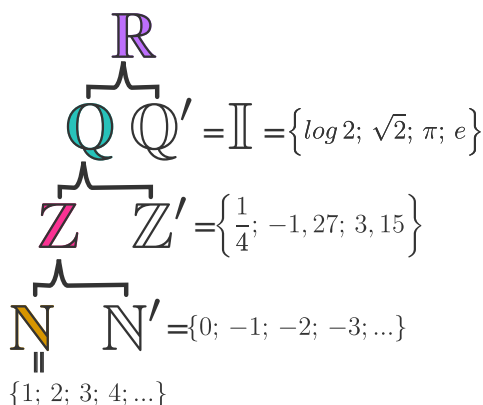 ℝ
ℚ ℚ′ = 𝕀 = {log 2; √2; π; e}
ℤ ℤ′ = {1/4; −1, 27; 3, 15}
ℕ ℕ′ = {0; −1; −2; −3; ...}
=
{1; 2; 3; 4; ...}